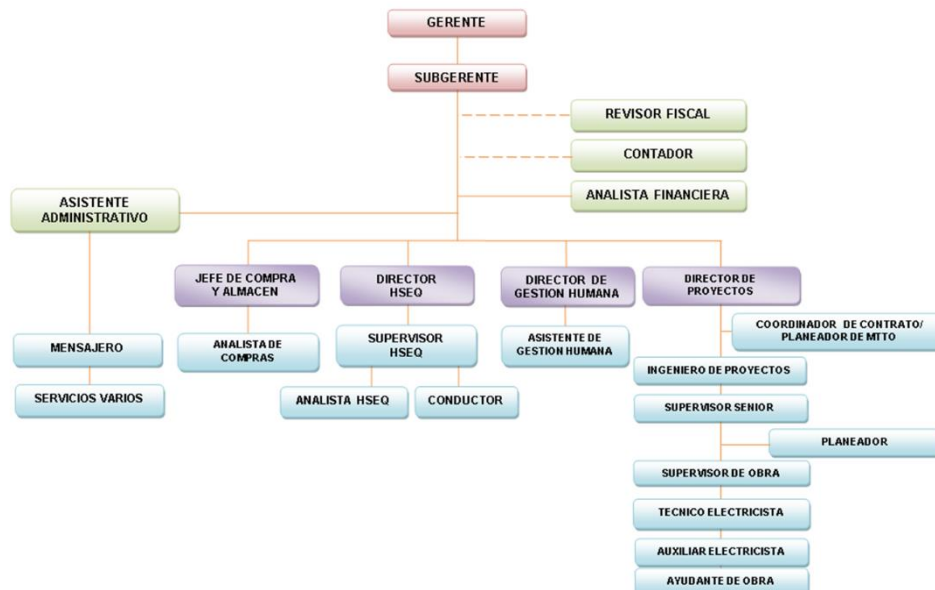 GERENTE
SUBGERENTE
REVISOR FISCAL
CONTADOR
ANALISTA FINANCIERA
ASISTENTE
ADMINISTRATIVO
JEFE DE COMPRA
Y ALMACEN
DIRECTOR
HSEQ
DIRECTOR DE
GESTION HUMANA
DIRECTOR DE
PROYECTOS
MENSAJERO
SERVICIOS VARIOS
ANALISTA DE
COMPRAS
SUPERVISOR
HSEQ
ANALISTA HSEQ
CONDUCTOR
ASISTENTE DE
GESTION HUMANA
COORDINADOR DE CONTRATO/
PLANEADOR DE MTTO
INGENIERO DE PROYECTOS
SUPERVISOR SENIOR
PLANEADOR
SUPERVISOR DE OBRA
TECNICO ELECTRICISTA
AUXILIAR ELECTRICISTA
AYUDANTE DE OBRA